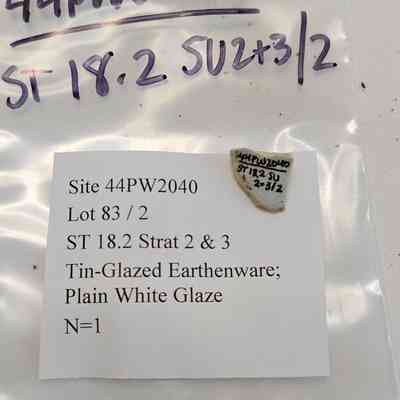 44PW2040
ST 18.2 SU2+3/2
Site 44PW2040
Lot 83 / 2
ST 18.2 Strat 2 & 3
Tin-Glazed Earthenware;
Plain White Glaze
N=1
44PW2040
ST 18.2 SU
2+3/2